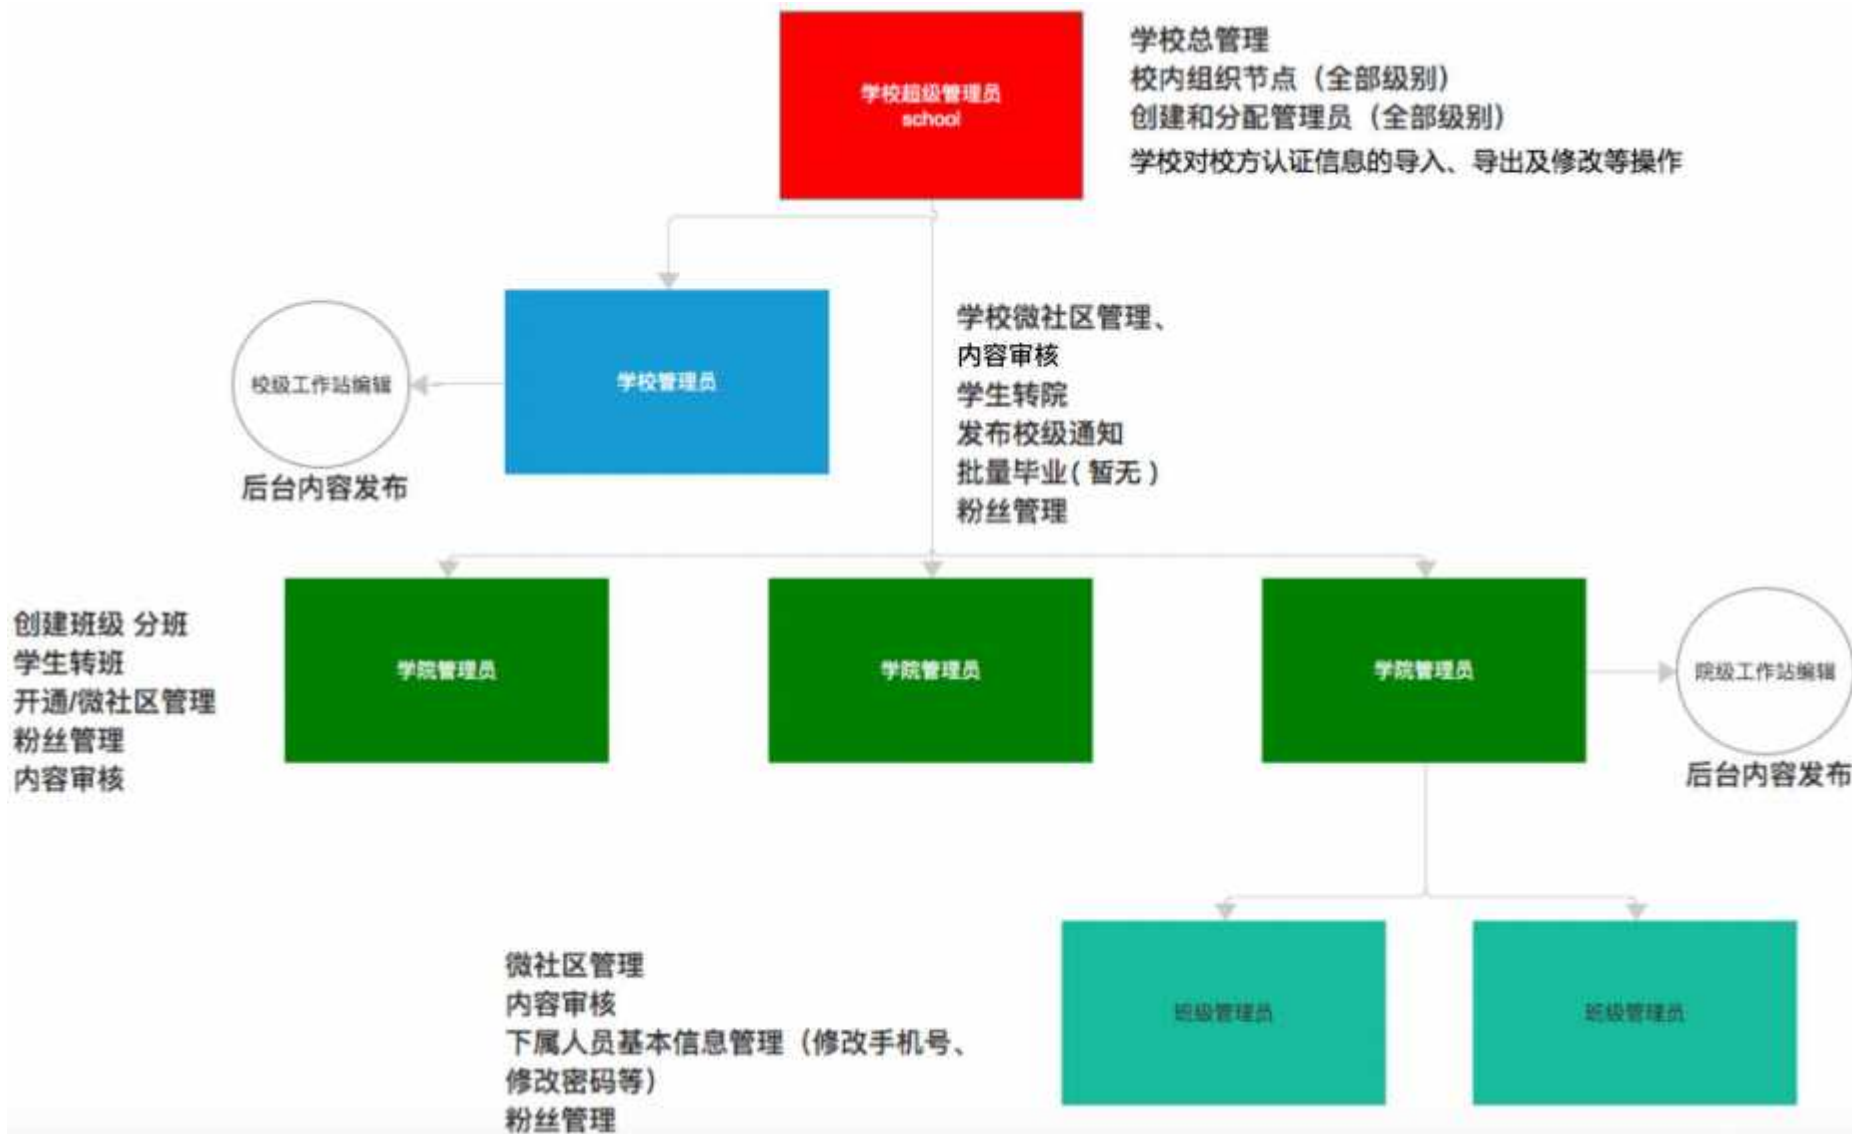 学校超级管理员
school
学校总管理
校内组织节点（全部级别）
创建和分配管理员（全部级别）
学校对校方认证信息的导入、导出及修改等操作
校级工作站编辑
后台内容发布
学校管理员
学校微社区管理、
内容审核
学生转院
发布校级通知
批量毕业( 暂无 )
粉丝管理
创建班级 分班
学生转班
开通/微社区管理
粉丝管理
内容审核
学院管理员
学院管理员
学院管理员
院级工作站编辑
后台内容发布
微社区管理
内容审核
下属人员基本信息管理（修改手机号、
修改密码等）
粉丝管理
班级管理员
班级管理员